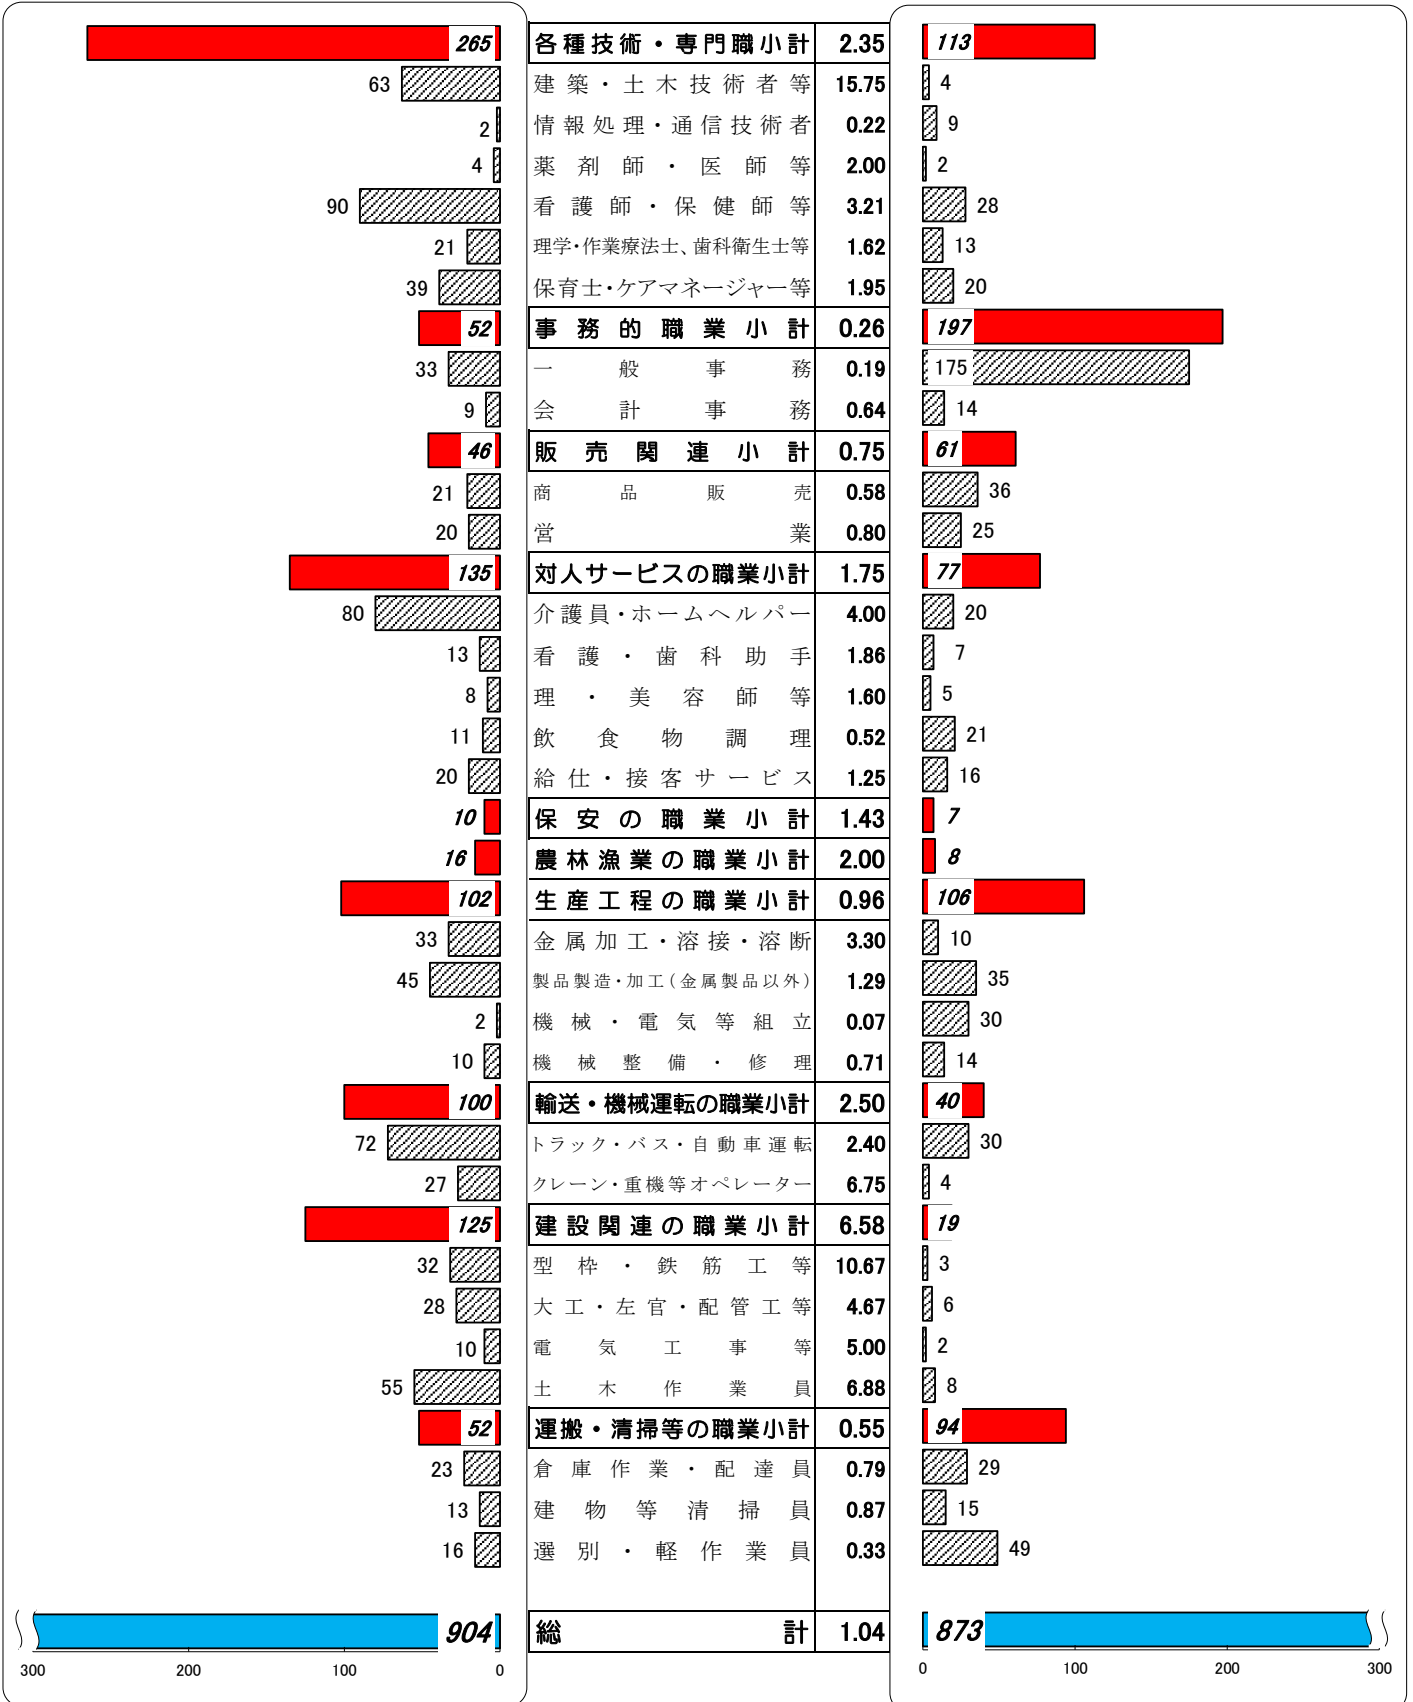 265 各種技術・専門職小計 2.35 113
63 建築・土木技術者等 15.75 4
2 情報処理・通信技術者 0.22 9
4 薬剤師・医師等 2.00 2
90 看護師・保健師等 3.21 28
21 理学・作業療法士、歯科衛生士等 1.62 13
39 保育士・ケアマネージャー等 1.95 20
52 事務的職業小計 0.26 197
33 一般事務 0.19 175
9 会計事務 0.64 14
46 販売関連小計 0.75 61
21 商品販売 0.58 36
20 営業 0.80 25
135 対人サービスの職業小計 1.75 77
80 介護員・ホームヘルパー 4.00 20
13 看護・歯科助手 1.86 7
8 理・美容師等 1.60 5
11 飲食物調理 0.52 21
20 給仕・接客サービス 1.25 16
10 保安の職業小計 1.43 7
16 農林漁業の職業小計 2.00 8
102 生産工程の職業小計 0.96 106
33 金属加工・溶接・溶断 3.30 10
45 製品製造・加工(金属製品以外) 1.29 35
2 機械・電気等組立 0.07 30
10 機械整備・修理 0.71 14
100 輸送・機械運転の職業小計 2.50 40
72 トラック・バス・自動車運転 2.40 30
27 クレーン・重機等オペレーター 6.75 4
125 建設関連の職業小計 6.58 19
32 型枠・鉄筋工等 10.67 3
28 大工・左官・配管工等 4.67 6
10 電気工事等 5.00 2
55 土木作業員 6.88 8
52 運搬・清掃等の職業小計 0.55 94
23 倉庫作業・配達員 0.79 29
13 建物等清掃員 0.87 15
16 選別・軽作業員 0.33 49
904 総計 1.04 873
300 200 100 0 0 100 200 300